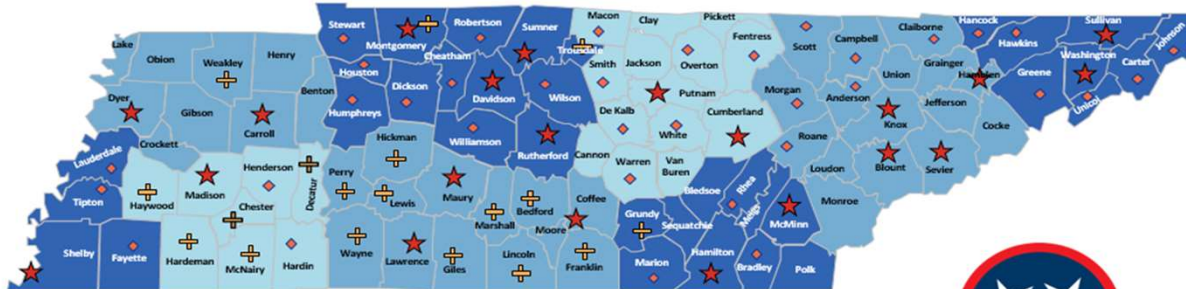 Lake
Obion
Weakley
Henry
Dyer
Gibson
Carroll
Benton
Crockett
Lauderdale
Tipton
Haywood
Madison
Henderson
Decatur
Chester
Shelby
Fayette
Hardeman
McNairy
Hardin
Stewart
Montgomery
Robertson
Sumner
Trousdale
Houston
Cheatham
Dickson
Davidson
Wilson
Humphreys
Williamson
Rutherford
Hickman
Perry
Lewis
Maury
Marshall
Bedford
Moore
Coffee
Wayne
Lawrence
Giles
Lincoln
Franklin
Macon
Clay
Pickett
Fentress
Smith
Jackson
Overton
Putnam
De Kalb
White
Cumberland
Cannon
Warren
Van
Buren
Grundy
Sequatchie
Bledsoe
Rhea
Meigs
McMinn
Marion
Hamilton
Bradley
Polk
Scott
Campbell
Claiborne
Morgan
Anderson
Union
Grainger
Hamblen
Jefferson
Knox
Cocke
Roane
Loudon
Blount
Sevier
Monroe
Hancock
Hawkins
Sullivan
Johnson
Washington
Greene
Carter
Unicoi